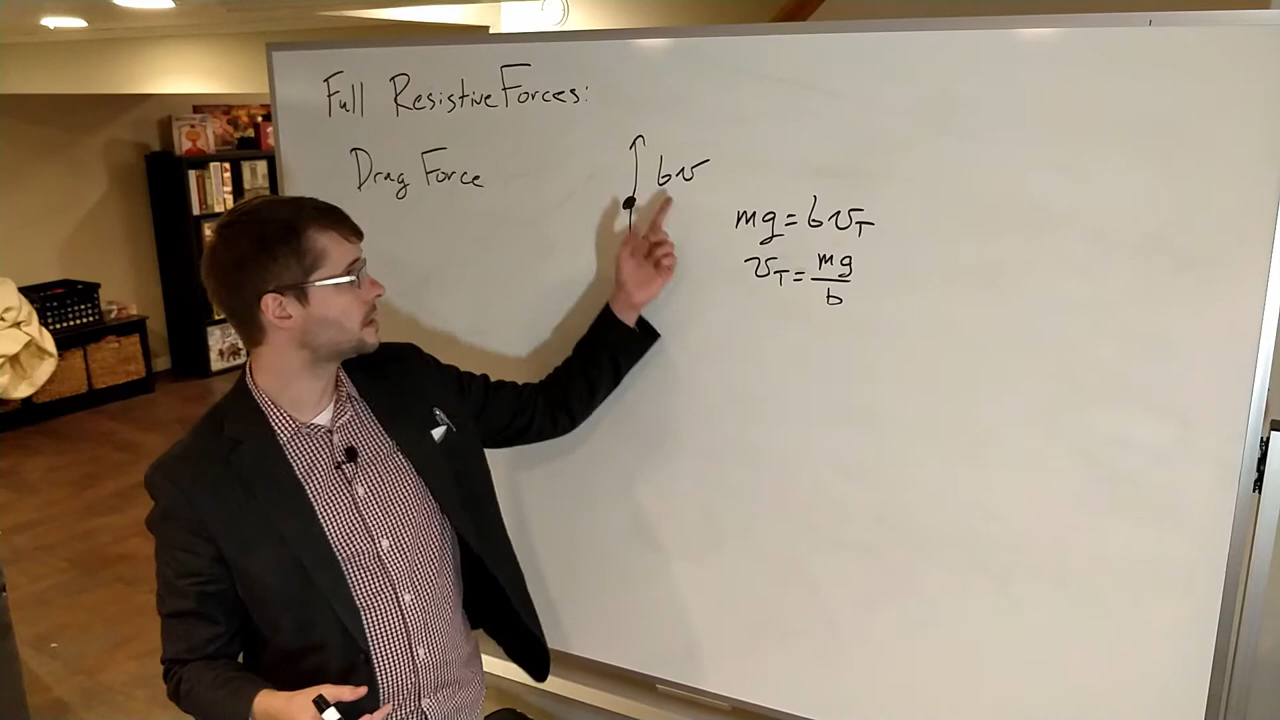 Full Resistive Forces:
Drag Force
bv
mg = bv_T
v_T = mg/b